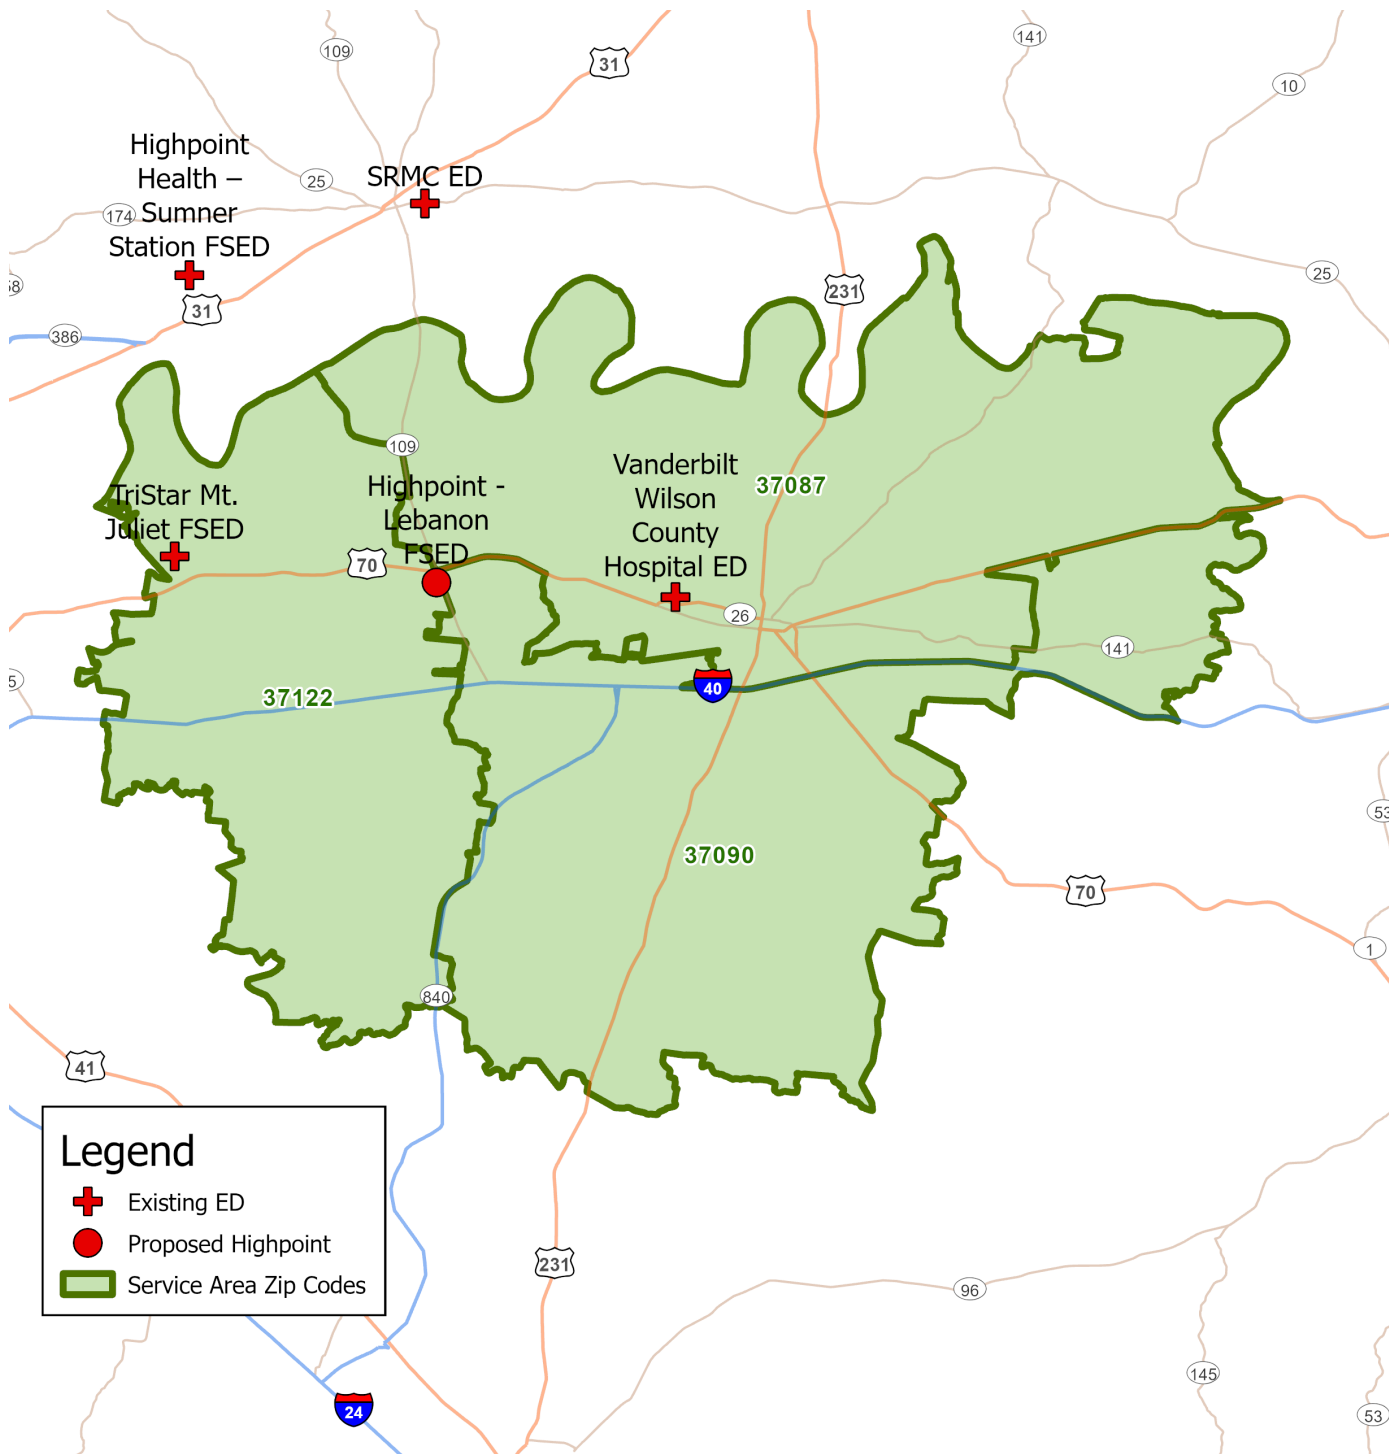 109
31
141
10
Highpoint
Health –
Sumner
Station FSED
25
SRMC ED
174
25
231
31
386
109
TriStar Mt.
Juliet FSED
Highpoint -
Lebanon
FSED
Vanderbilt
Wilson
County
Hospital ED
37087
70
26
141
40
37122
37090
53
70
1
840
41
Legend
Existing ED
Proposed Highpoint
Service Area Zip Codes
231
96
145
24
53